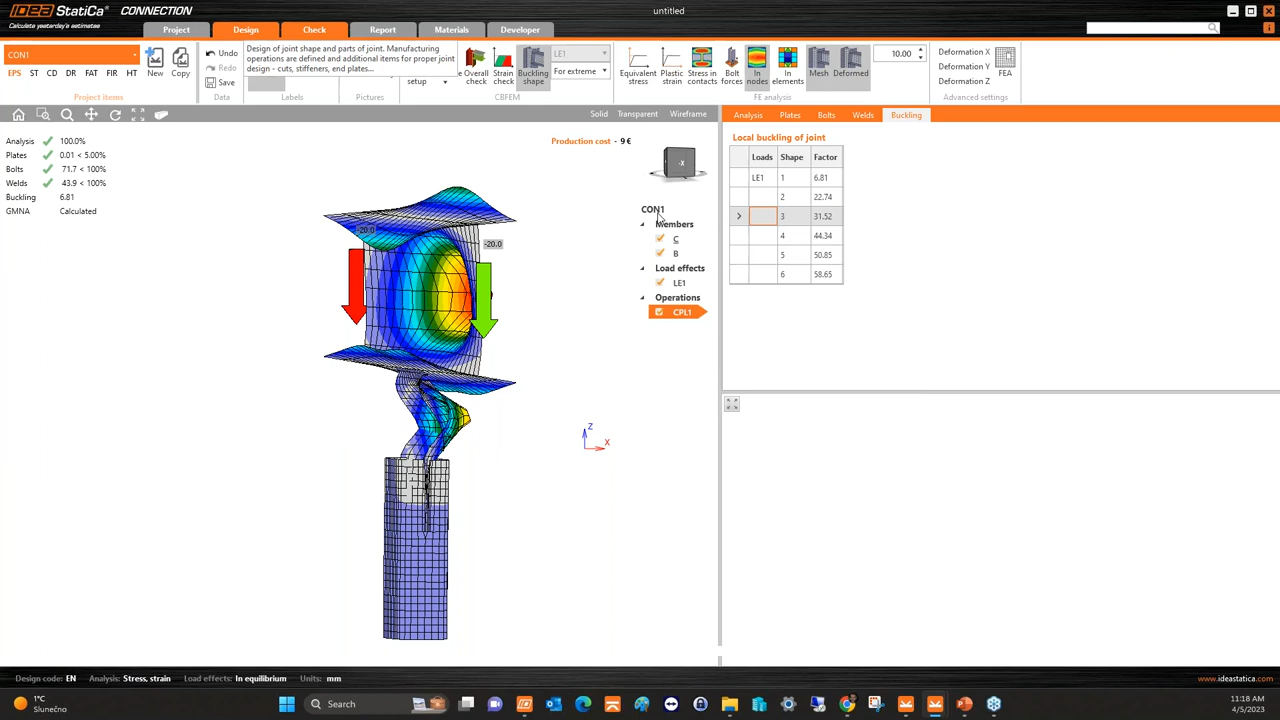 IDEA StatiCa CONNECTION
Calculate yesterday's estimates
untitled
Project Design Check Report Materials Developer
CON1
EPS ST CD DR FAT FIR HT
Project items
New
Copy
Undo
Redo
Save
Data
Design of joint shape and parts of joint. Manufacturing
operations are defined and additional items for proper joint
design - cuts, stiffeners, end plates...
Labels
Pictures
setup
Overall
check
Strain
check
Buckling
shape
LE1
For extreme
CBFEM
Equivalent
stress
Plastic
strain
Stress in
contacts
Bolt
forces
In
nodes
In
elements
Mesh
Deformed
10.00
FE analysis
Deformation X
Deformation Y
Deformation Z
FEA
Advanced settings
Solid Transparent Wireframe
Analysis 100.0%
Plates 0.01 < 5.00%
Bolts 71.7 < 100%
Welds 43.9 < 100%
Buckling 6.81
GMNA Calculated
Production cost - 9 €
-X
-20.0
-20.0
Z
X
CON1
Members
C
B
Load effects
LE1
Operations
CPL1
Analysis Plates Bolts Welds Buckling
Local buckling of joint
Loads Shape Factor
LE1 1 6.81
2 22.74
3 31.52
4 44.34
5 50.85
6 58.65
Design code: EN Analysis: Stress, strain Load effects: In equilibrium Units: mm
www.ideastatica.com
1°C
Slunečno
Search
11:18 AM
4/5/2023